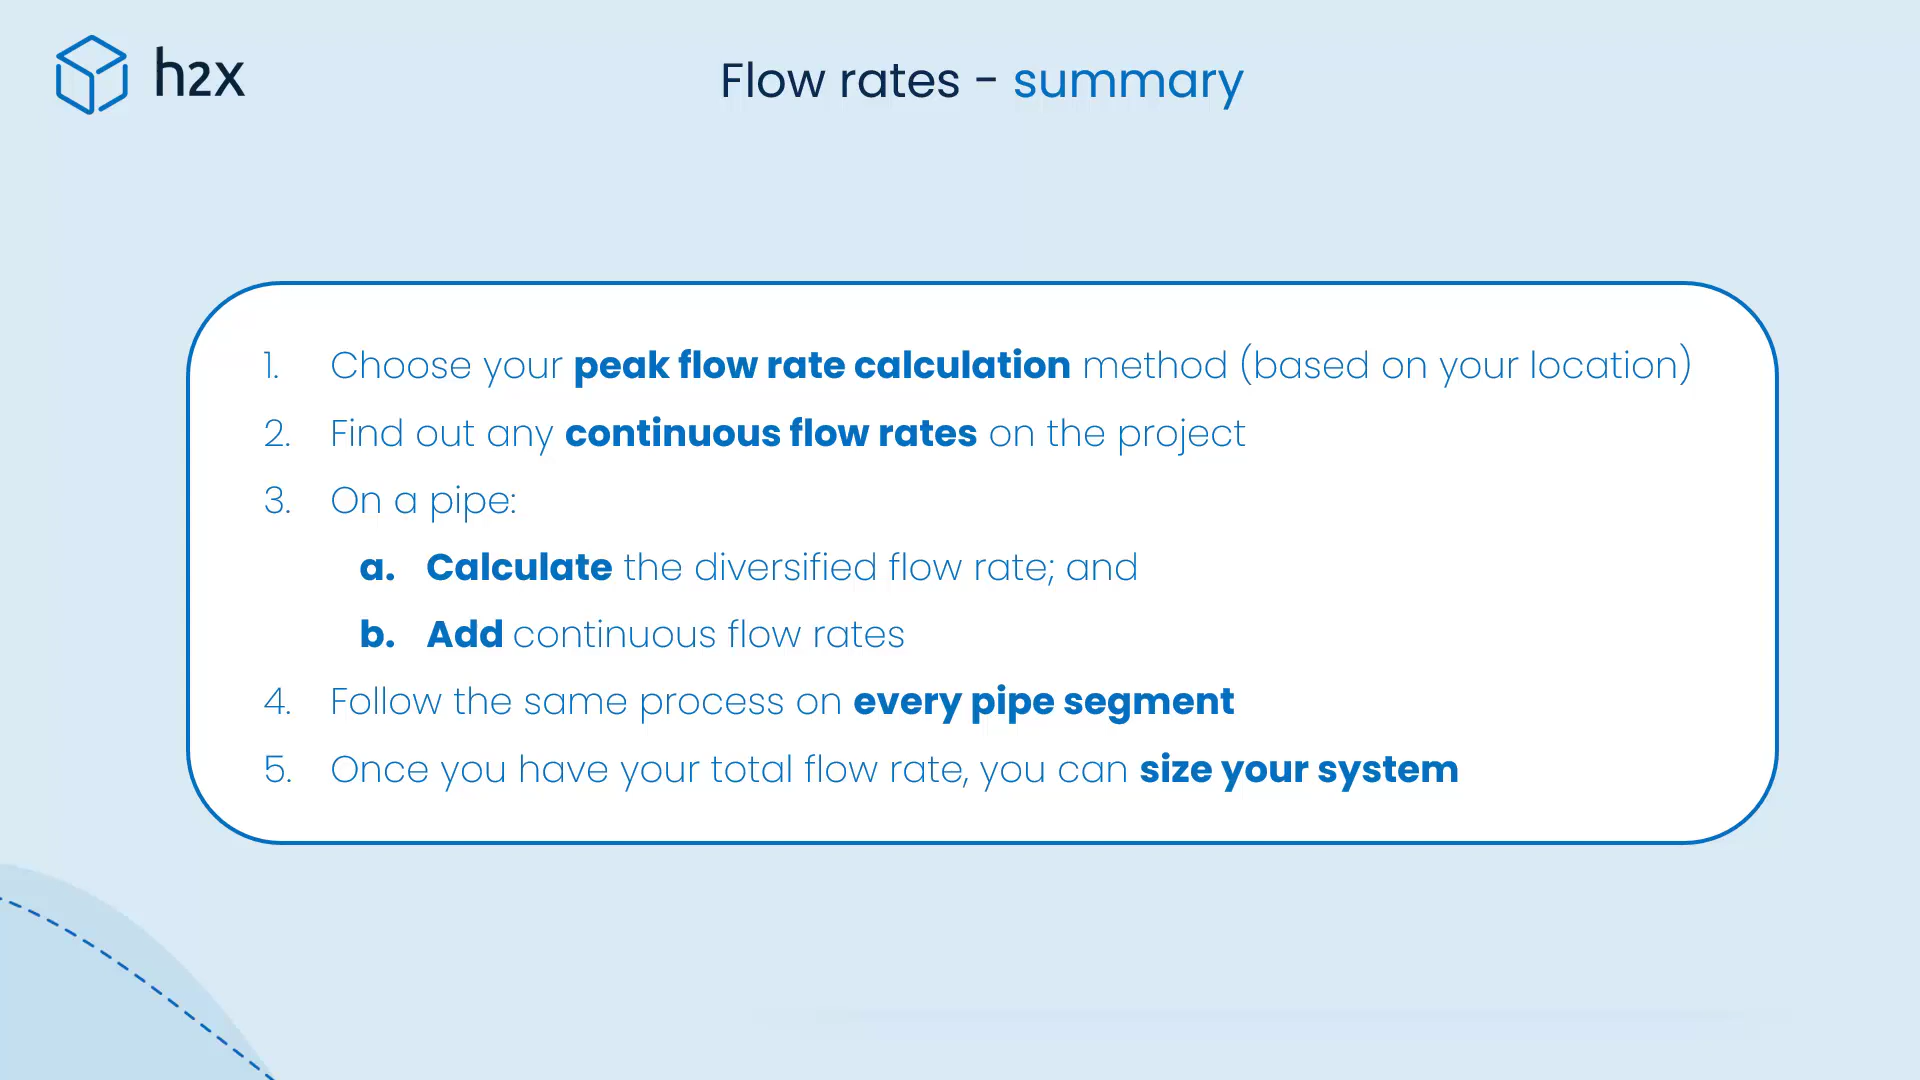 h2x
Flow rates - summary
1. Choose your peak flow rate calculation method (based on your location)
2. Find out any continuous flow rates on the project
3. On a pipe:
a. Calculate the diversified flow rate; and
b. Add continuous flow rates
4. Follow the same process on every pipe segment
5. Once you have your total flow rate, you can size your system